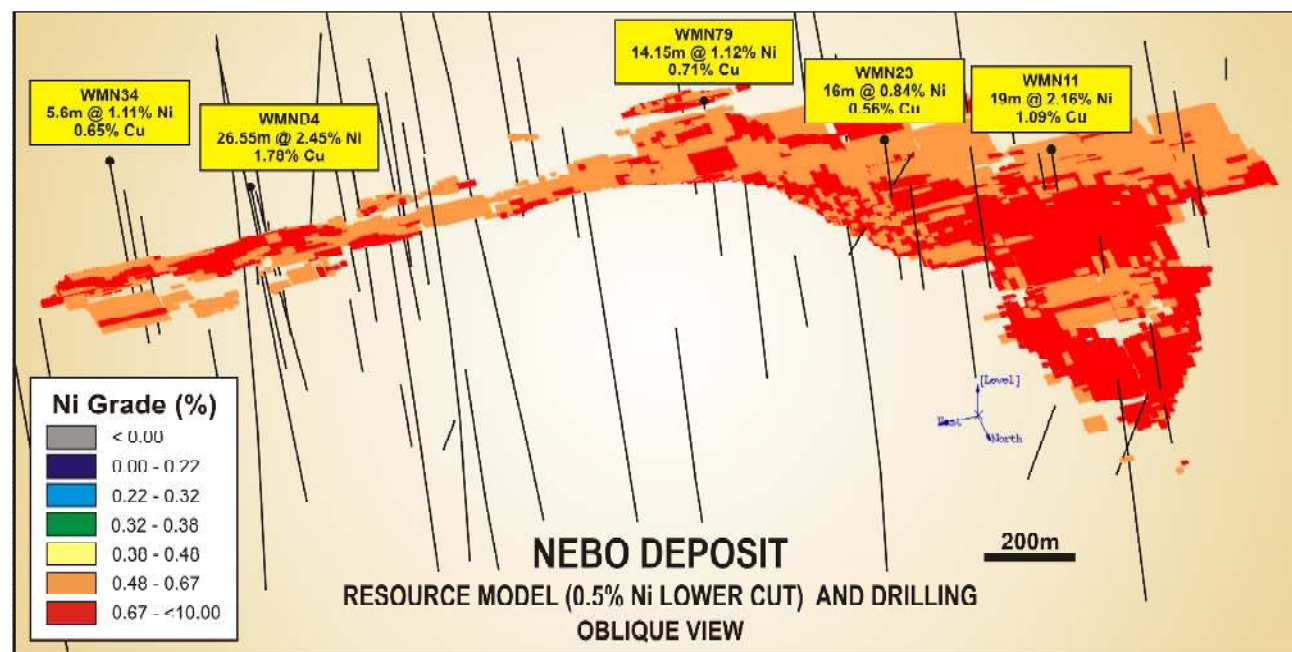 WMN34
5.6m @ 1.11% Ni
0.65% Cu
WMND4
26.55m @ 2.45% Ni
1.78% Cu
WMN79
14.15m @ 1.12% Ni
0.71% Cu
WMN23
16m @ 0.84% Ni
0.56% Cu
WMN11
19m @ 2.16% Ni
1.09% Cu
Ni Grade (%)
< 0.00
0.00 - 0.22
0.22 - 0.32
0.32 - 0.38
0.38 - 0.48
0.48 - 0.67
0.67 - <10.00
[Level]
East
North
200m
NEBO DEPOSIT
RESOURCE MODEL (0.5% Ni LOWER CUT) AND DRILLING
OBLIQUE VIEW